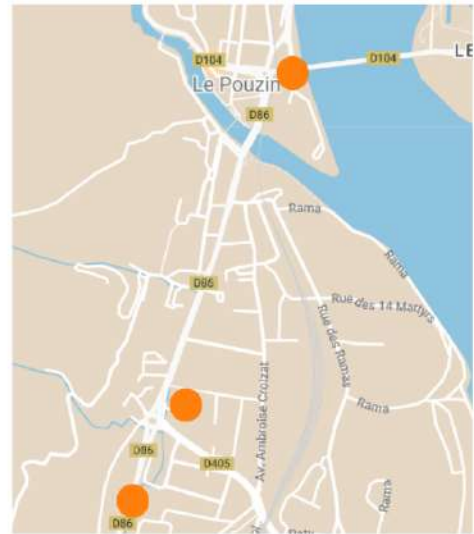 D104
D104
LE
Le Pouzin
D86
Rama
Rama
D86
Rue des 14 Martyrs
Rue des Ramas
Av. Ambroise Croizat
Rama
D86
D405
Rama
D86